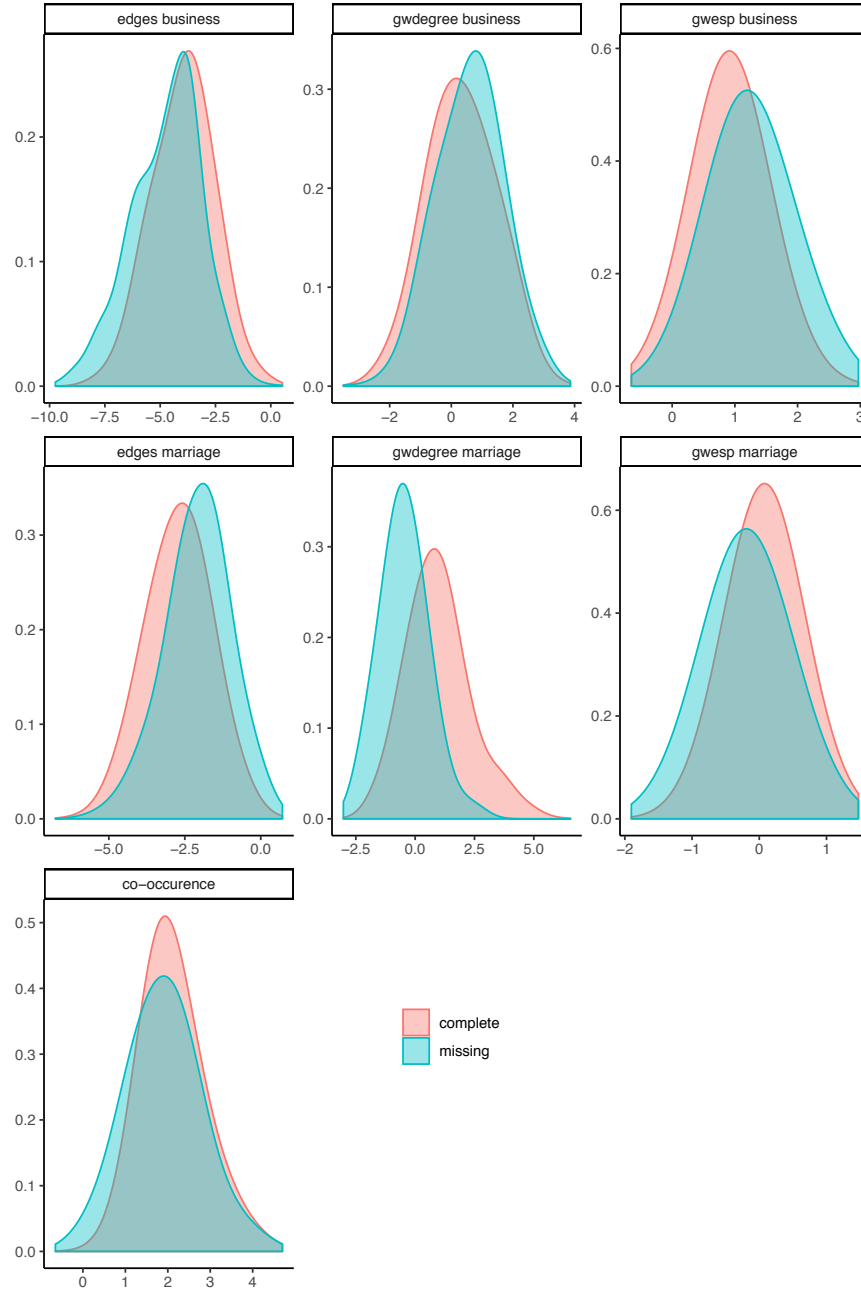 edges business
gwdegree business
gwesp business
0.2
0.1
0.0
−10.0 −7.5 −5.0 −2.5 0.0
0.3
0.2
0.1
0.0
−2 0 2 4
0.6
0.4
0.2
0.0
0 1 2 3
edges marriage
gwdegree marriage
gwesp marriage
0.3
0.2
0.1
0.0
−5.0 −2.5 0.0
0.3
0.2
0.1
0.0
−2.5 0.0 2.5 5.0
0.6
0.4
0.2
0.0
−2 −1 0 1
co−occurence
0.5
0.4
0.3
0.2
0.1
0.0
0 1 2 3 4
complete
missing